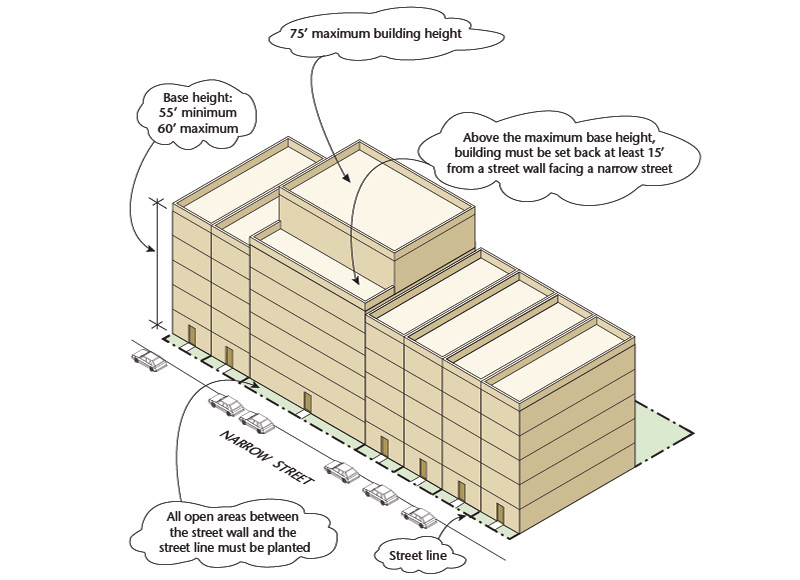 75’ maximum building height
Base height:
55’ minimum
60’ maximum
Above the maximum base height,
building must be set back at least 15’
from a street wall facing a narrow street
NARROW STREET
All open areas between
the street wall and the
street line must be planted
Street line